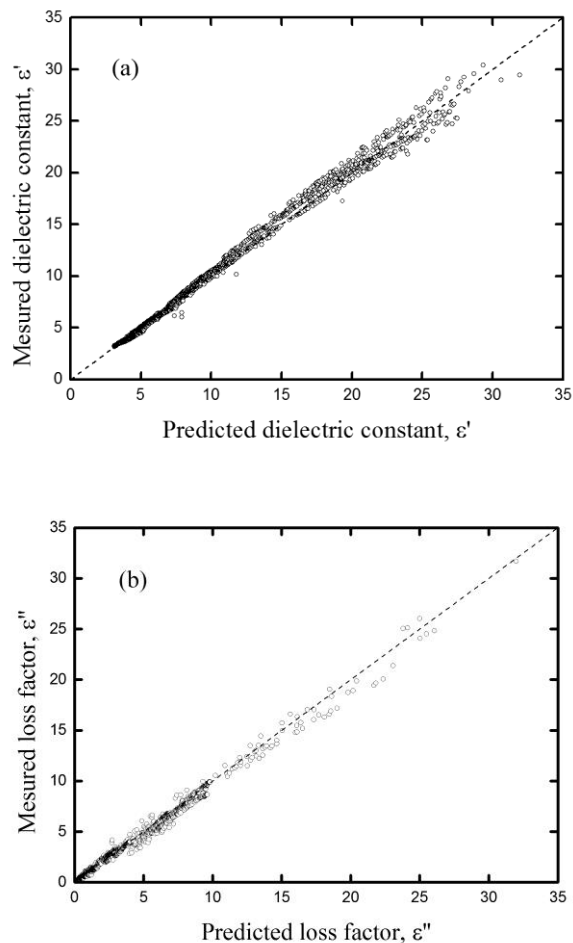 35
(a)
30
25
20
15
10
5
0
0 5 10 15 20 25 30 35
Mesured dielectric constant, ε'
Predicted dielectric constant, ε'
35
(b)
30
25
20
15
10
5
0
0 5 10 15 20 25 30 35
Mesured loss factor, ε"
Predicted loss factor, ε"